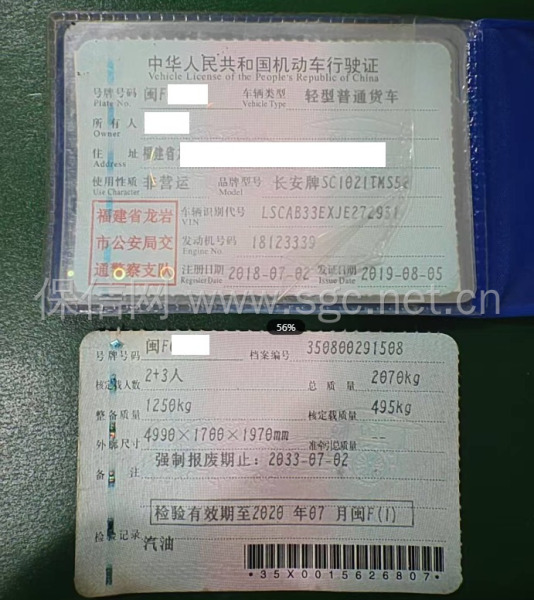 中华人民共和国机动车行驶证
Vehicle License of the People's Republic of China
号牌号码 闽F 车辆类型 轻型普通货车
Plate No. Vehicle Type
所有人
Owner
住址 福建省龙
使用性质 非营运 品牌型号 长安牌SC1021TMS52
Use Character Model
福建省龙岩
市公安局交
通警察支队
车辆识别代号 LSCAB33EXJE272951
VIN
发动机号码 18123339
Engine No.
注册日期 2018-07-02 发证日期 2019-08-05
Register Date Issue Date
保信网 www.sgc.net.cn
56%
号牌号码 闽F 档案编号 350800291508
核定载人数 2+3人 总质量 2070kg
整备质量 1250kg 核定载质量 495kg
外廓尺寸 4990×1700×1970mm 准牵引总质量 --
备注 强制报废期止:2033-07-02
检验有效期至2020 年07 月闽F(1)
检验记录
汽油
*35X0015626807*